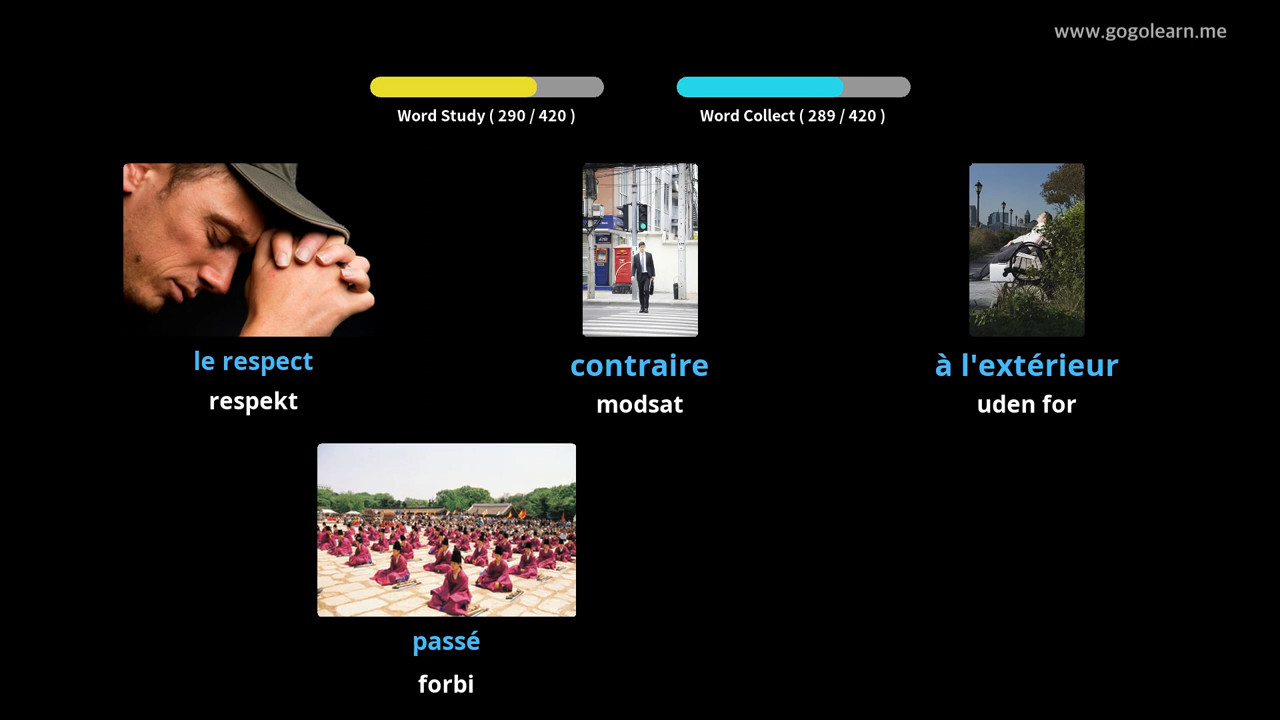 www.gogolearn.me
Word Study ( 290 / 420 )
Word Collect ( 289 / 420 )
le respect
respekt
contraire
modsat
à l'extérieur
uden for
passé
forbi